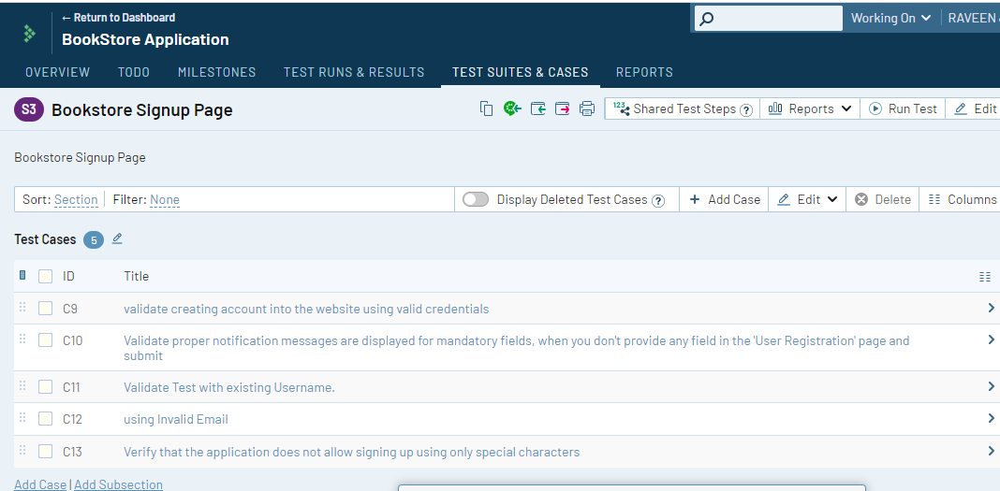 ← Return to Dashboard
BookStore Application
Working On
RAVEEN
OVERVIEW TODO MILESTONES TEST RUNS & RESULTS TEST SUITES & CASES REPORTS
S3 Bookstore Signup Page
123 Shared Test Steps ? Reports Run Test Edit
Bookstore Signup Page
Sort: Section Filter: None Display Deleted Test Cases ? + Add Case Edit Delete Columns
Test Cases 5
ID Title
C9 validate creating account into the website using valid credentials
C10 Validate proper notification messages are displayed for mandatory fields, when you don't provide any field in the 'User Registration' page and
submit
C11 Validate Test with existing Username.
C12 using Invalid Email
C13 Verify that the application does not allow signing up using only special characters
Add Case | Add Subsection